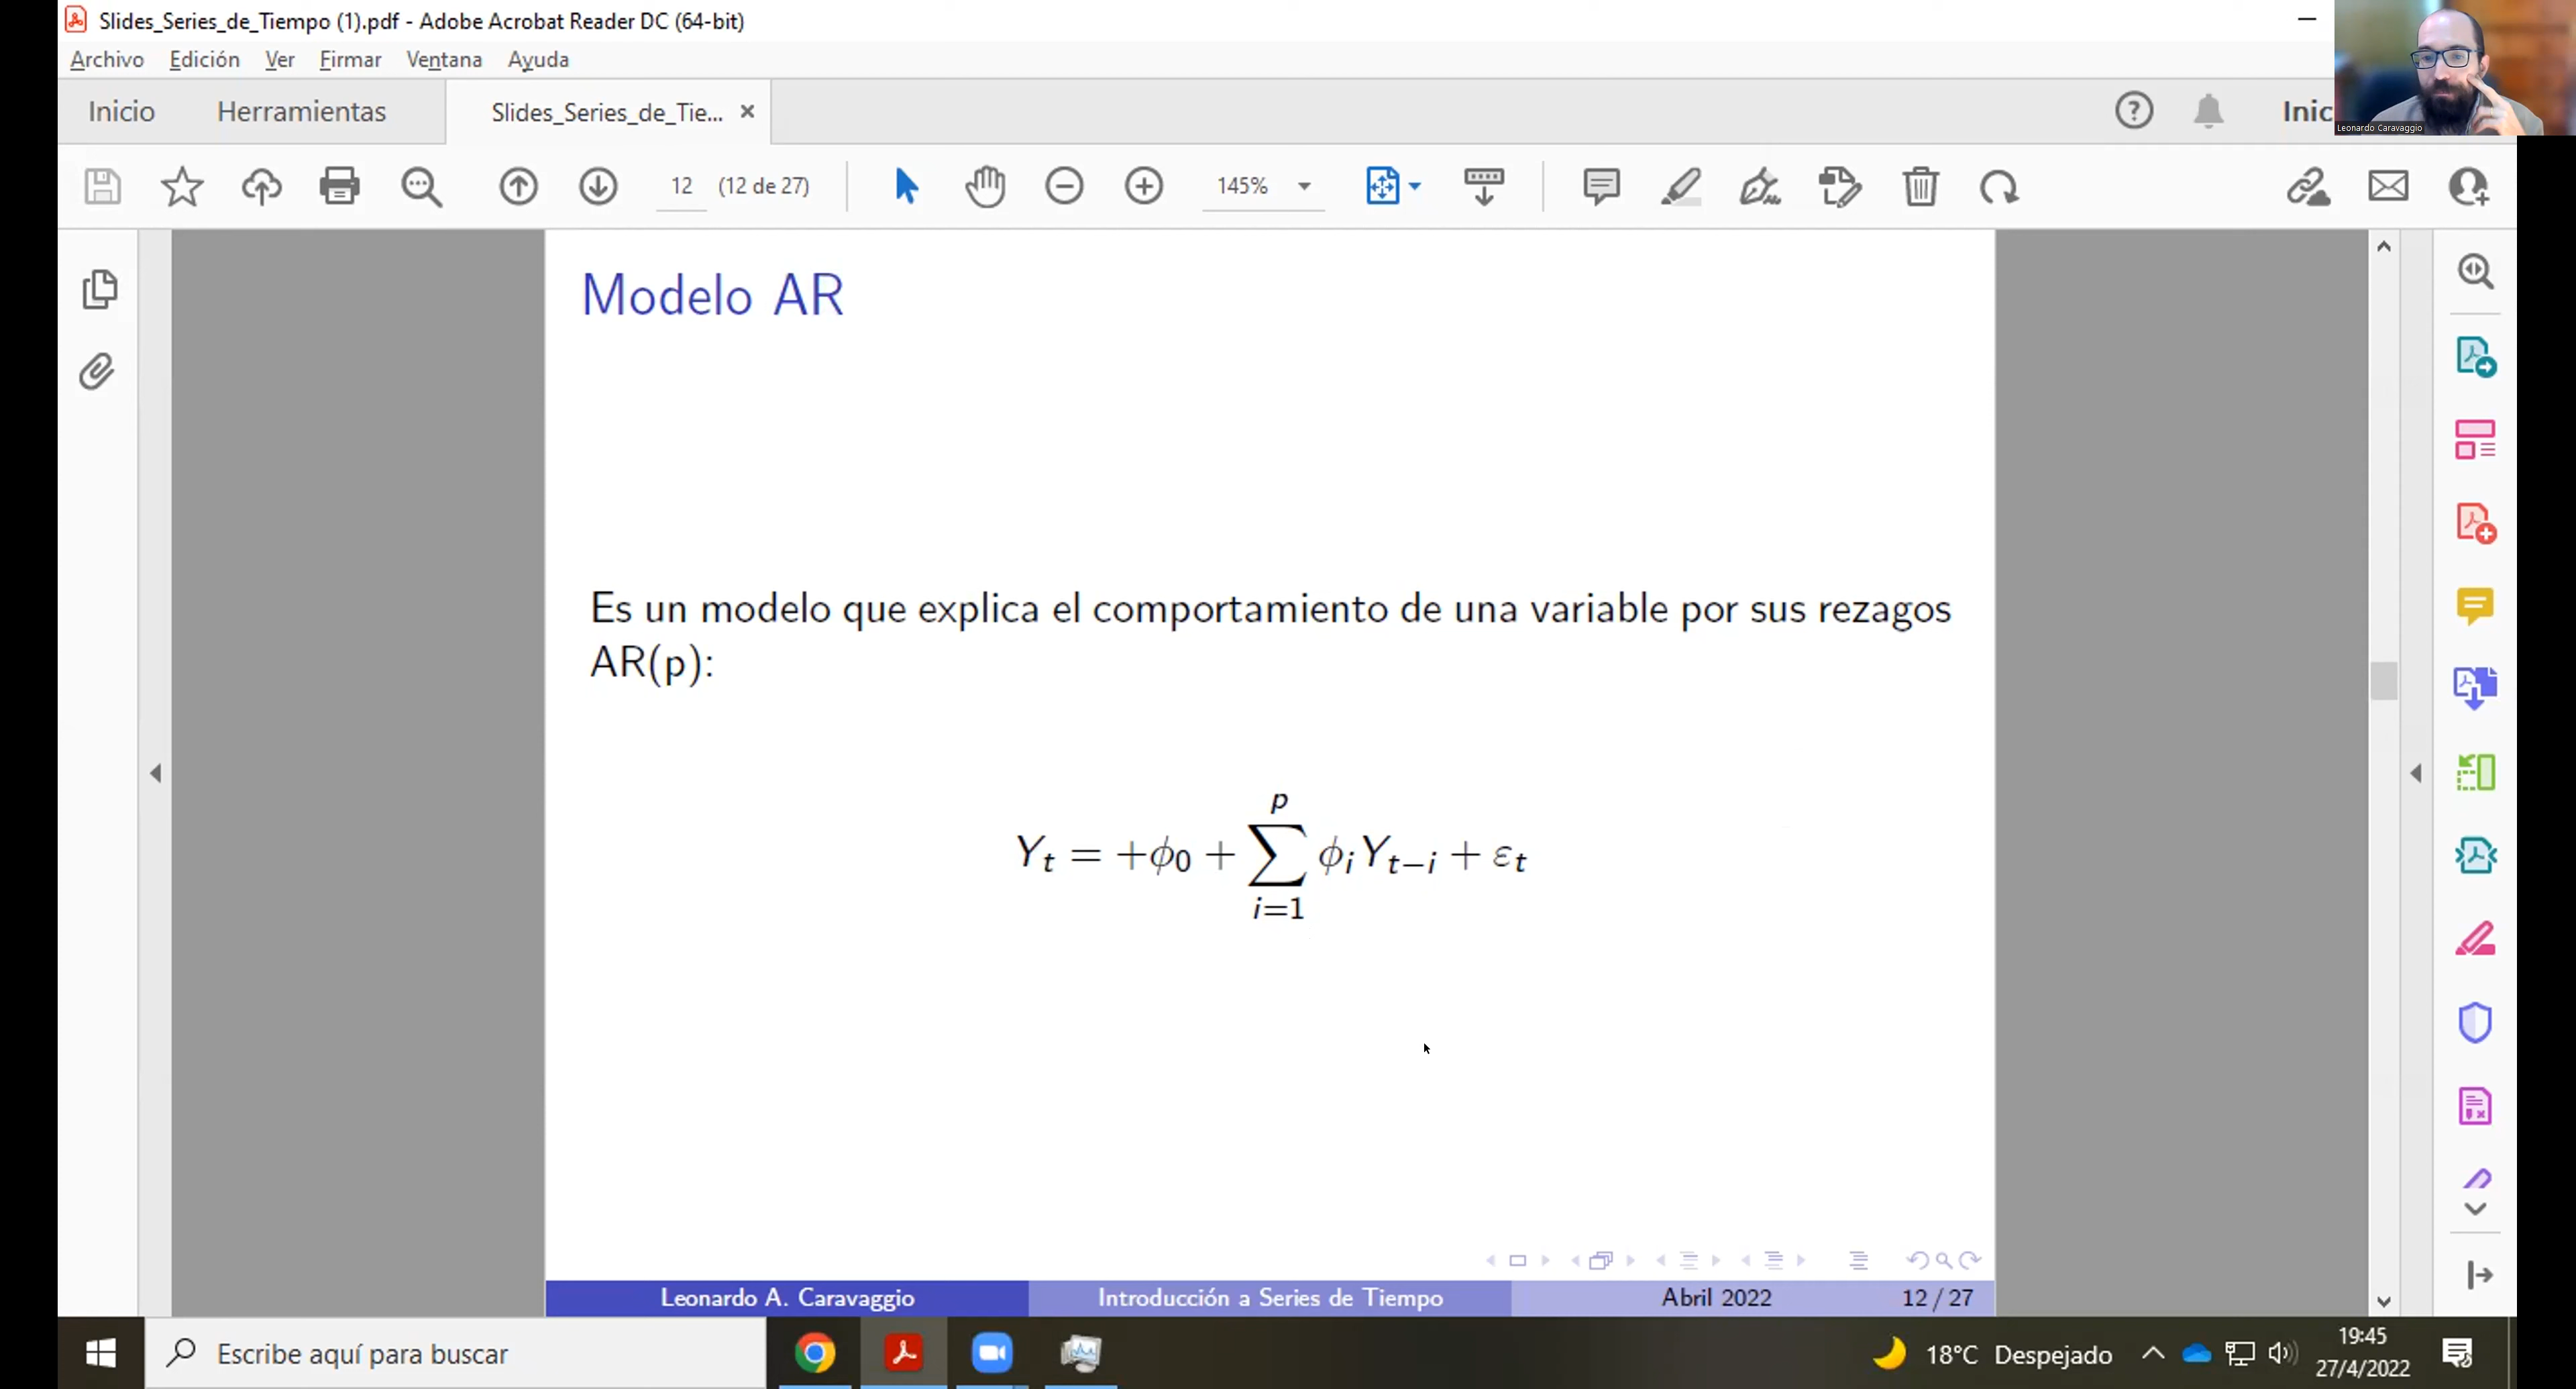 Slides_Series_de_Tiempo (1).pdf - Adobe Acrobat Reader DC (64-bit)
Archivo Edición Ver Firmar Ventana Ayuda
Inicio Herramientas Slides_Series_de_Tie... × Inic
12 (12 de 27) 145%
Leonardo Caravaggio
Modelo AR
Es un modelo que explica el comportamiento de una variable por sus rezagos
AR(p):
Y_t = +ϕ_0 + ∑_{i=1}^{p} ϕ_i Y_{t−i} + ε_t
Leonardo A. Caravaggio Introducción a Series de Tiempo Abril 2022 12 / 27
Escribe aquí para buscar
18°C Despejado
19:45
27/4/2022